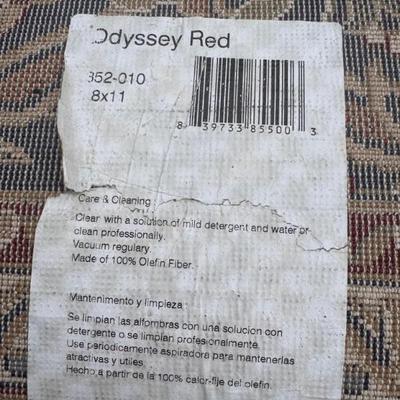 Odyssey Red
852-010
8x11
8 39733 85500 3
Care & Cleaning
Clean with a solution of mild detergent and water or
clean professionally.
Vacuum regulary.
Made of 100% Olefin Fiber.
Mantenimento y limpieza
Se limpian las alfombras con una solucion con
detergente o se limpian profesionalmente.
Use periodicamente aspiradora para mantenerlas
atractivas y utiles.
Hecho a partir de la 100% calor-fije del olefin.